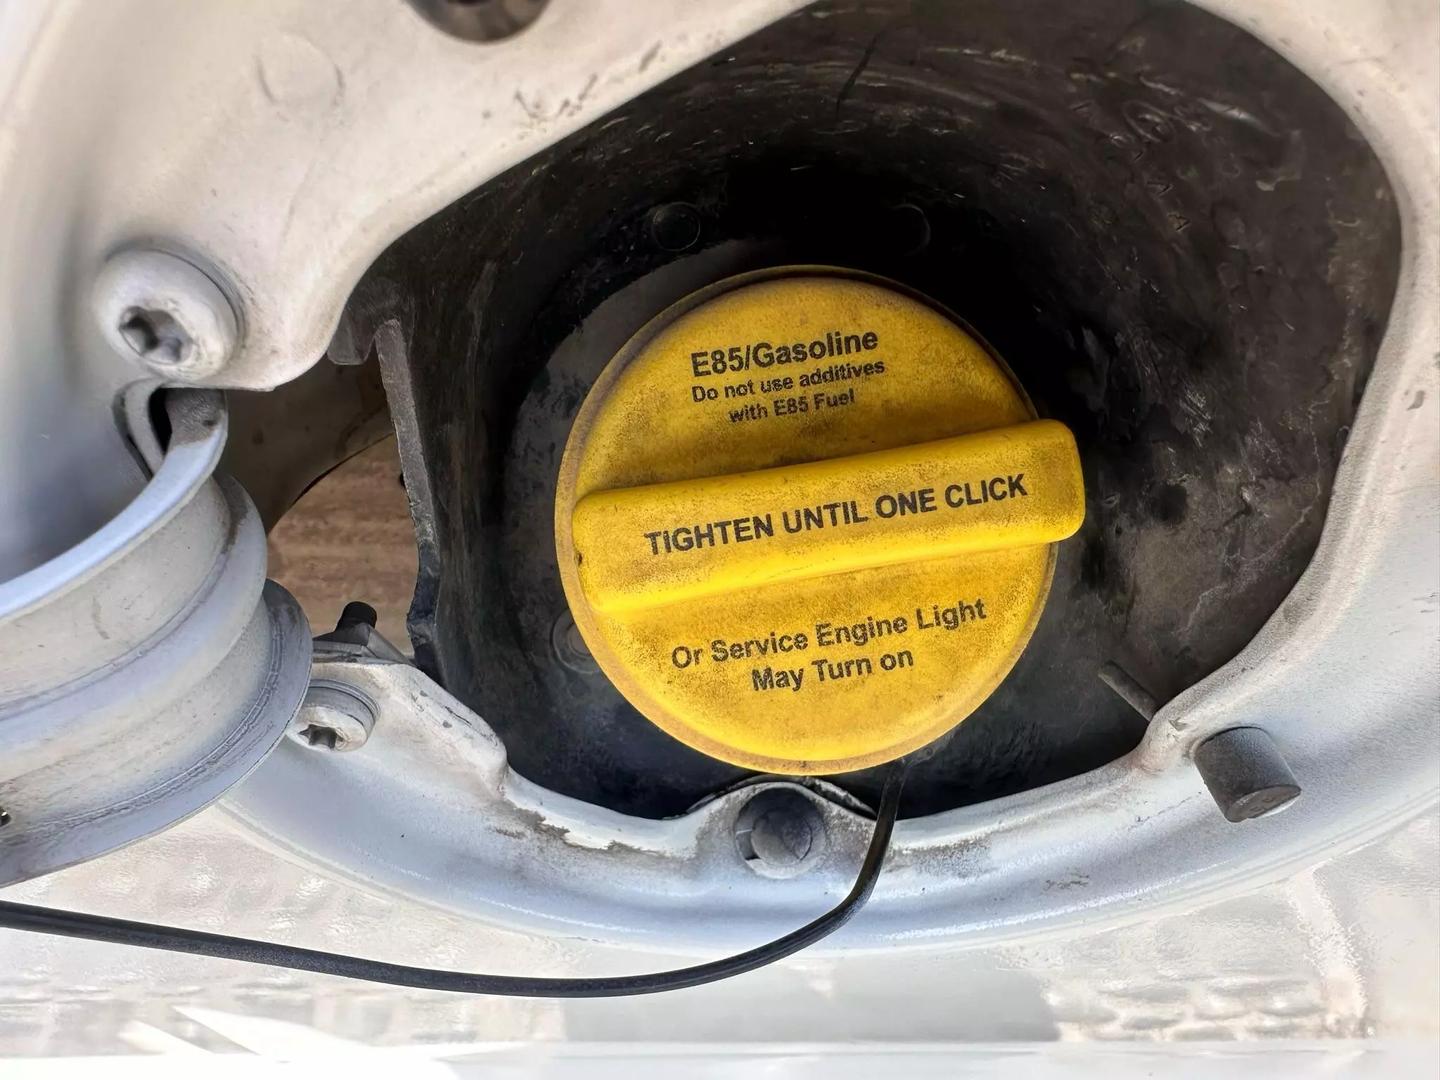 E85/Gasoline
Do not use additives
with E85 Fuel
TIGHTEN UNTIL ONE CLICK
Or Service Engine Light
May Turn on